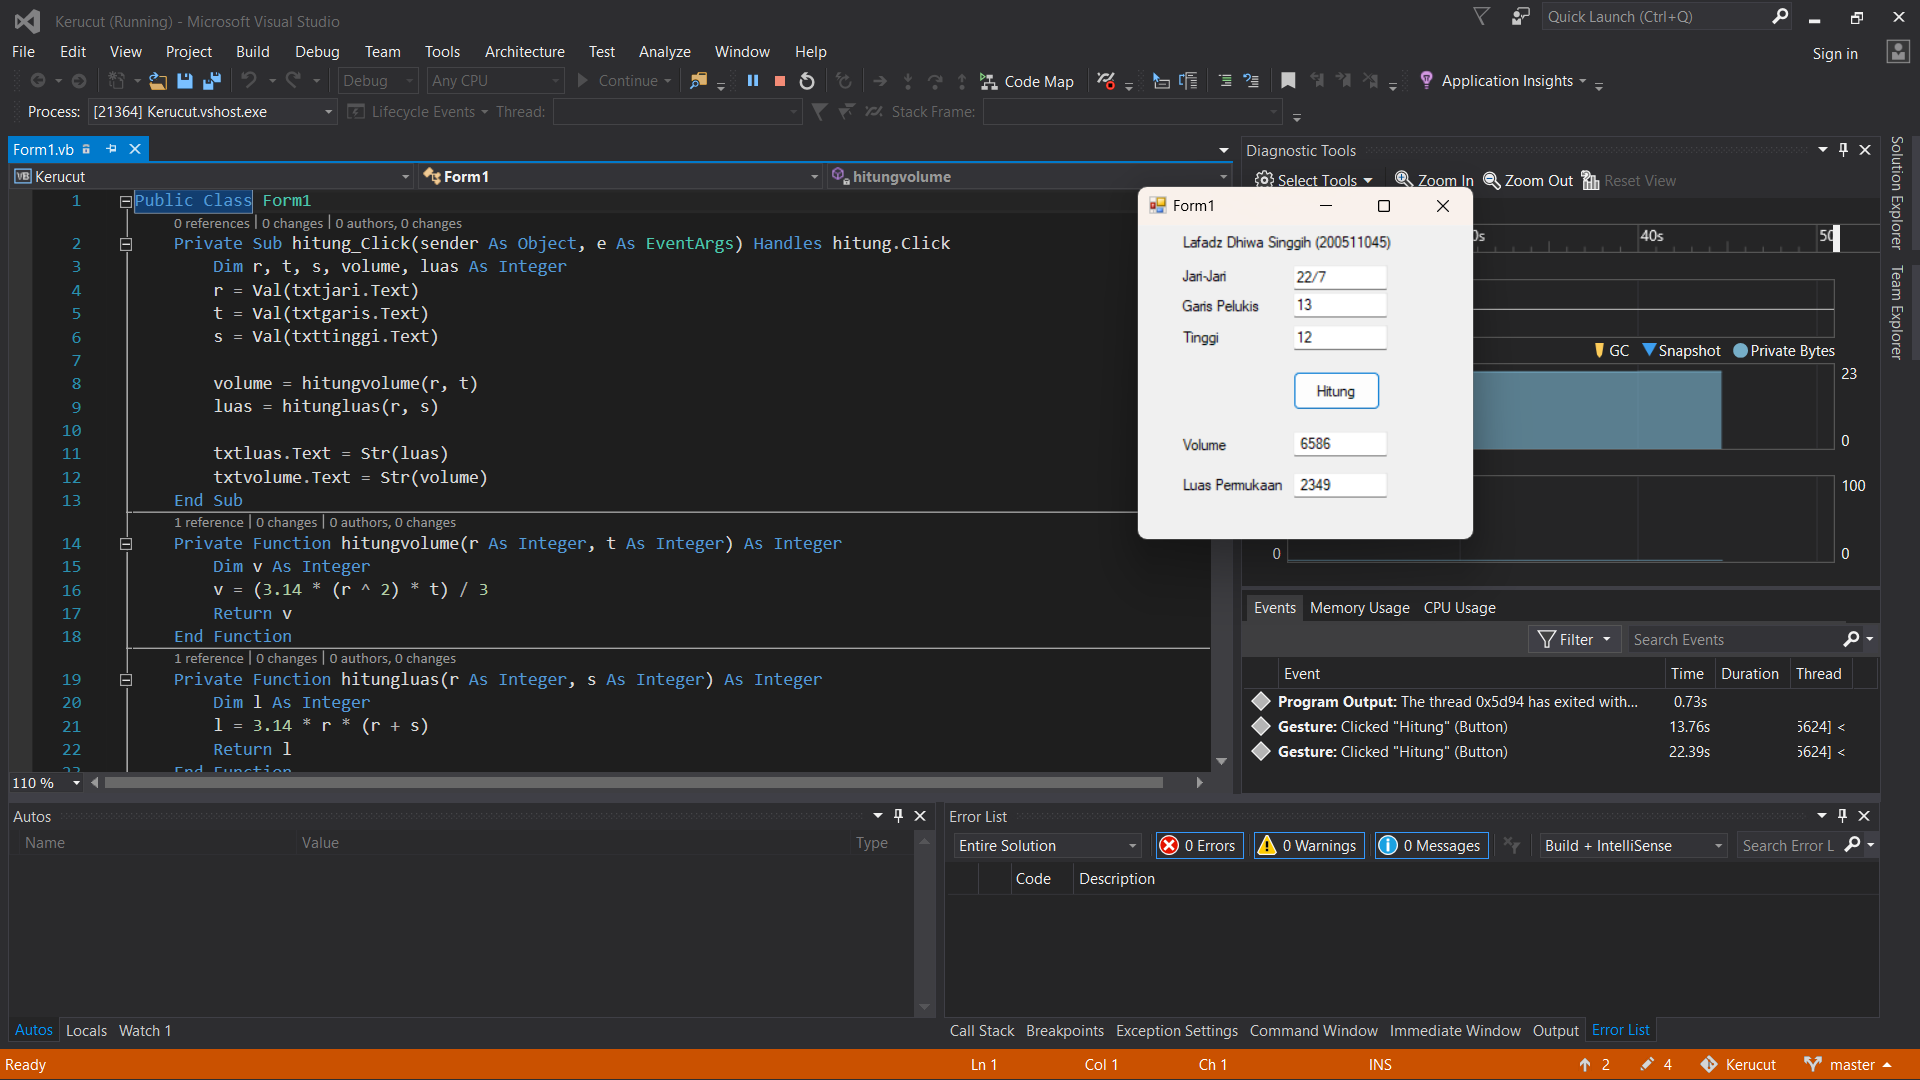 Kerucut (Running) - Microsoft Visual Studio
Quick Launch (Ctrl+Q)
File Edit View Project Build Debug Team Tools Architecture Test Analyze Window Help
Sign in
Debug Any CPU Continue Code Map Application Insights
Process: [21364] Kerucut.vshost.exe Lifecycle Events Thread: Stack Frame:
Form1.vb
VB Kerucut Form1 hitungvolume
1 Public Class Form1
0 references | 0 changes | 0 authors, 0 changes
2 Private Sub hitung_Click(sender As Object, e As EventArgs) Handles hitung.Click
3 Dim r, t, s, volume, luas As Integer
4 r = Val(txtjari.Text)
5 t = Val(txtgaris.Text)
6 s = Val(txttinggi.Text)
7
8 volume = hitungvolume(r, t)
9 luas = hitungluas(r, s)
10
11 txtluas.Text = Str(luas)
12 txtvolume.Text = Str(volume)
13 End Sub
1 reference | 0 changes | 0 authors, 0 changes
14 Private Function hitungvolume(r As Integer, t As Integer) As Integer
15 Dim v As Integer
16 v = (3.14 * (r ^ 2) * t) / 3
17 Return v
18 End Function
1 reference | 0 changes | 0 authors, 0 changes
19 Private Function hitungluas(r As Integer, s As Integer) As Integer
20 Dim l As Integer
21 l = 3.14 * r * (r + s)
22 Return l
23 End Function
110 %
Diagnostic Tools
Select Tools Zoom In Zoom Out Reset View
0s 40s 50
GC Snapshot Private Bytes
23
0
100
0 0
Form1
Lafadz Dhiwa Singgih (200511045)
Jari-Jari 22/7
Garis Pelukis 13
Tinggi 12
Hitung
Volume 6586
Luas Permukaan 2349
Events Memory Usage CPU Usage
Filter Search Events
Event Time Duration Thread
Program Output: The thread 0x5d94 has exited with... 0.73s
Gesture: Clicked "Hitung" (Button) 13.76s 5624] <
Gesture: Clicked "Hitung" (Button) 22.39s 5624] <
Solution Explorer
Team Explorer
Autos
Name Value Type
Autos Locals Watch 1
Error List
Entire Solution 0 Errors 0 Warnings 0 Messages Build + IntelliSense Search Error L
Code Description
Call Stack Breakpoints Exception Settings Command Window Immediate Window Output Error List
Ready Ln 1 Col 1 Ch 1 INS 2 4 Kerucut master